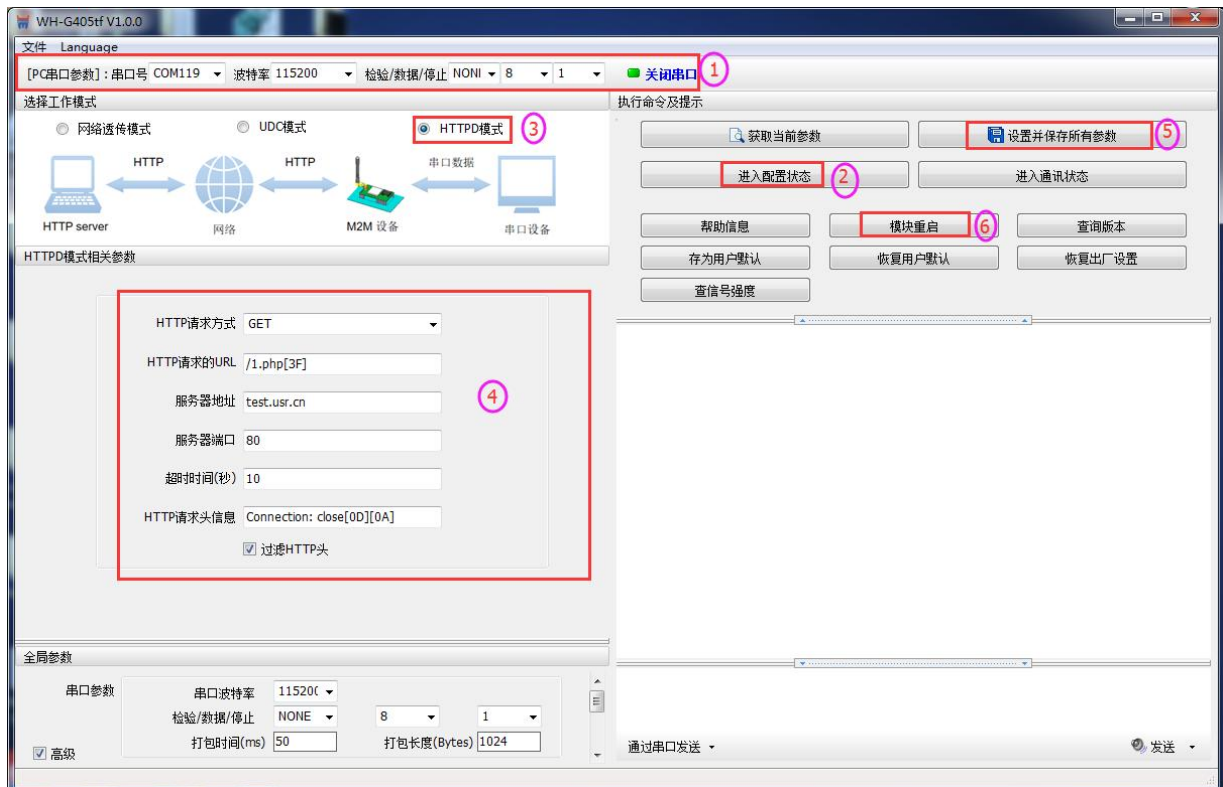 WH-G405tf V1.0.0
文件 Language
[PC串口参数]：串口号 COM119 波特率 115200 检验/数据/停止 NONI 8 1 关闭串口 1
选择工作模式
网络透传模式 UDC模式 HTTPD模式 3
HTTP HTTP 串口数据
HTTP server 网络 M2M 设备 串口设备
HTTPD模式相关参数
HTTP请求方式 GET
HTTP请求的URL /1.php[3F]
服务器地址 test.usr.cn
4
服务器端口 80
超时时间(秒) 10
HTTP请求头信息 Connection: close[0D][0A]
过滤HTTP头
全局参数
串口参数 串口波特率 11520(
检验/数据/停止 NONE 8 1
打包时间(ms) 50 打包长度(Bytes) 1024
高级
执行命令及提示
获取当前参数 设置并保存所有参数 5
进入配置状态 2 进入通讯状态
帮助信息 模块重启 6 查询版本
存为用户默认 恢复用户默认 恢复出厂设置
查信号强度
通过串口发送 发送